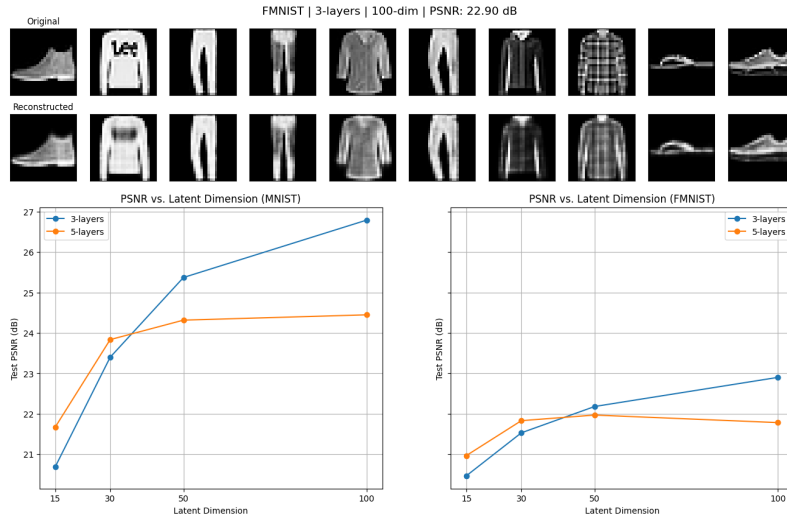 FMNIST | 3-layers | 100-dim | PSNR: 22.90 dB
Original
Lee
Reconstructed
PSNR vs. Latent Dimension (MNIST)
3-layers
5-layers
27
26
25
24
23
22
21
Test PSNR (dB)
15 30 50 100
Latent Dimension
PSNR vs. Latent Dimension (FMNIST)
3-layers
5-layers
Test PSNR (dB)
15 30 50 100
Latent Dimension